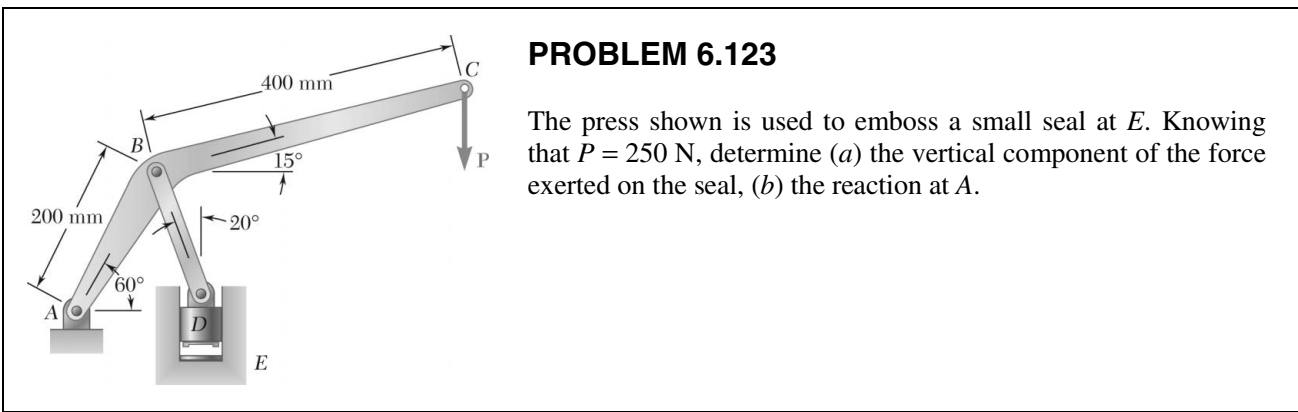 PROBLEM 6.123
The press shown is used to emboss a small seal at E. Knowing
that P = 250 N, determine (a) the vertical component of the force
exerted on the seal, (b) the reaction at A.
C
400 mm
B
15°
P
200 mm
20°
60°
A
D
E